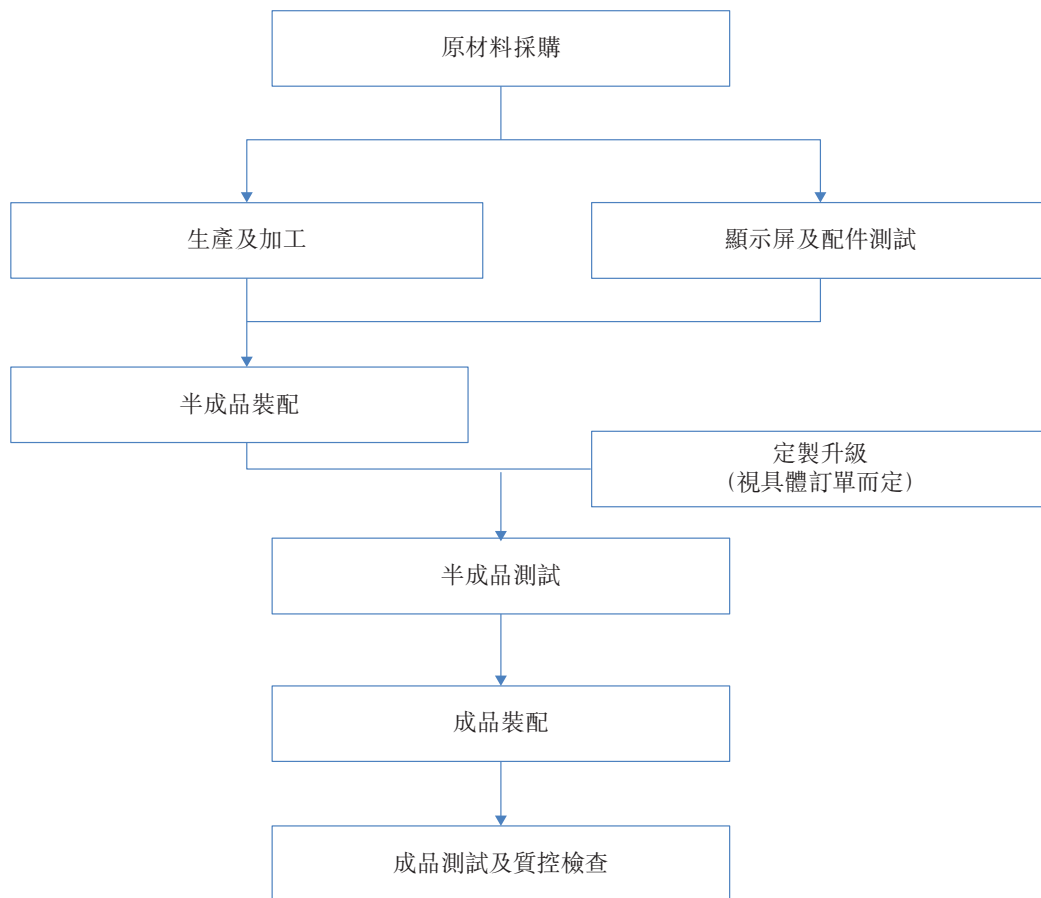 原材料採購
生產及加工
顯示屏及配件測試
半成品裝配
定製升級
（視具體訂單而定）
半成品測試
成品裝配
成品測試及質控檢查